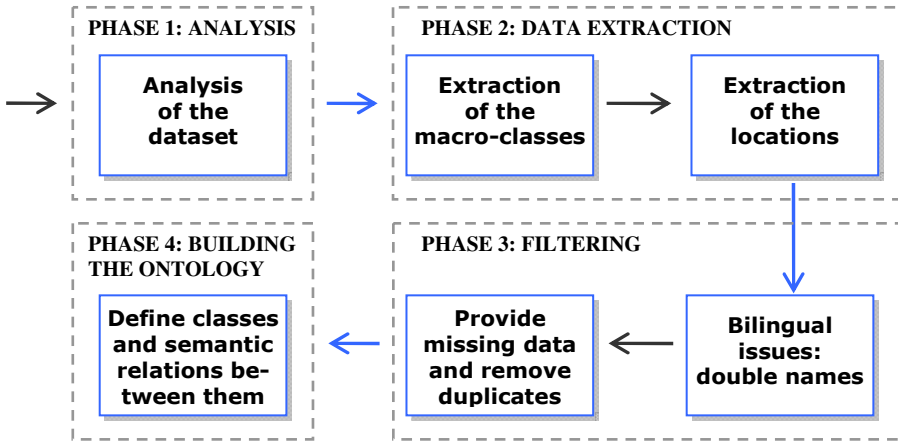 PHASE 1: ANALYSIS
Analysis
of the
dataset
PHASE 2: DATA EXTRACTION
Extraction
of the
macro-classes
Extraction
of the
locations
PHASE 3: FILTERING
Bilingual
issues:
double names
Provide
missing data
and remove
duplicates
PHASE 4: BUILDING
THE ONTOLOGY
Define classes
and semantic
relations be-
tween them